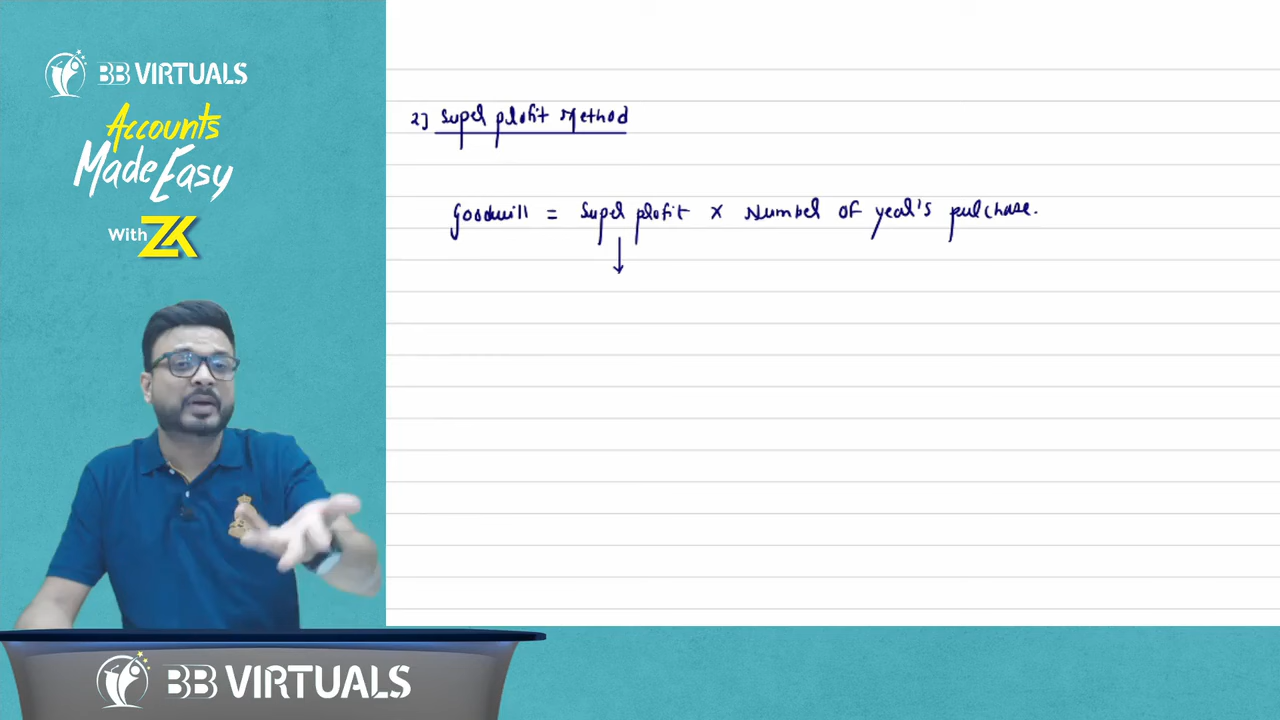 BB VIRTUALS
Accounts
Made Easy
With ZK
2] Super profit Method
Goodwill = Super profit × Number of year's purchase.
BB VIRTUALS